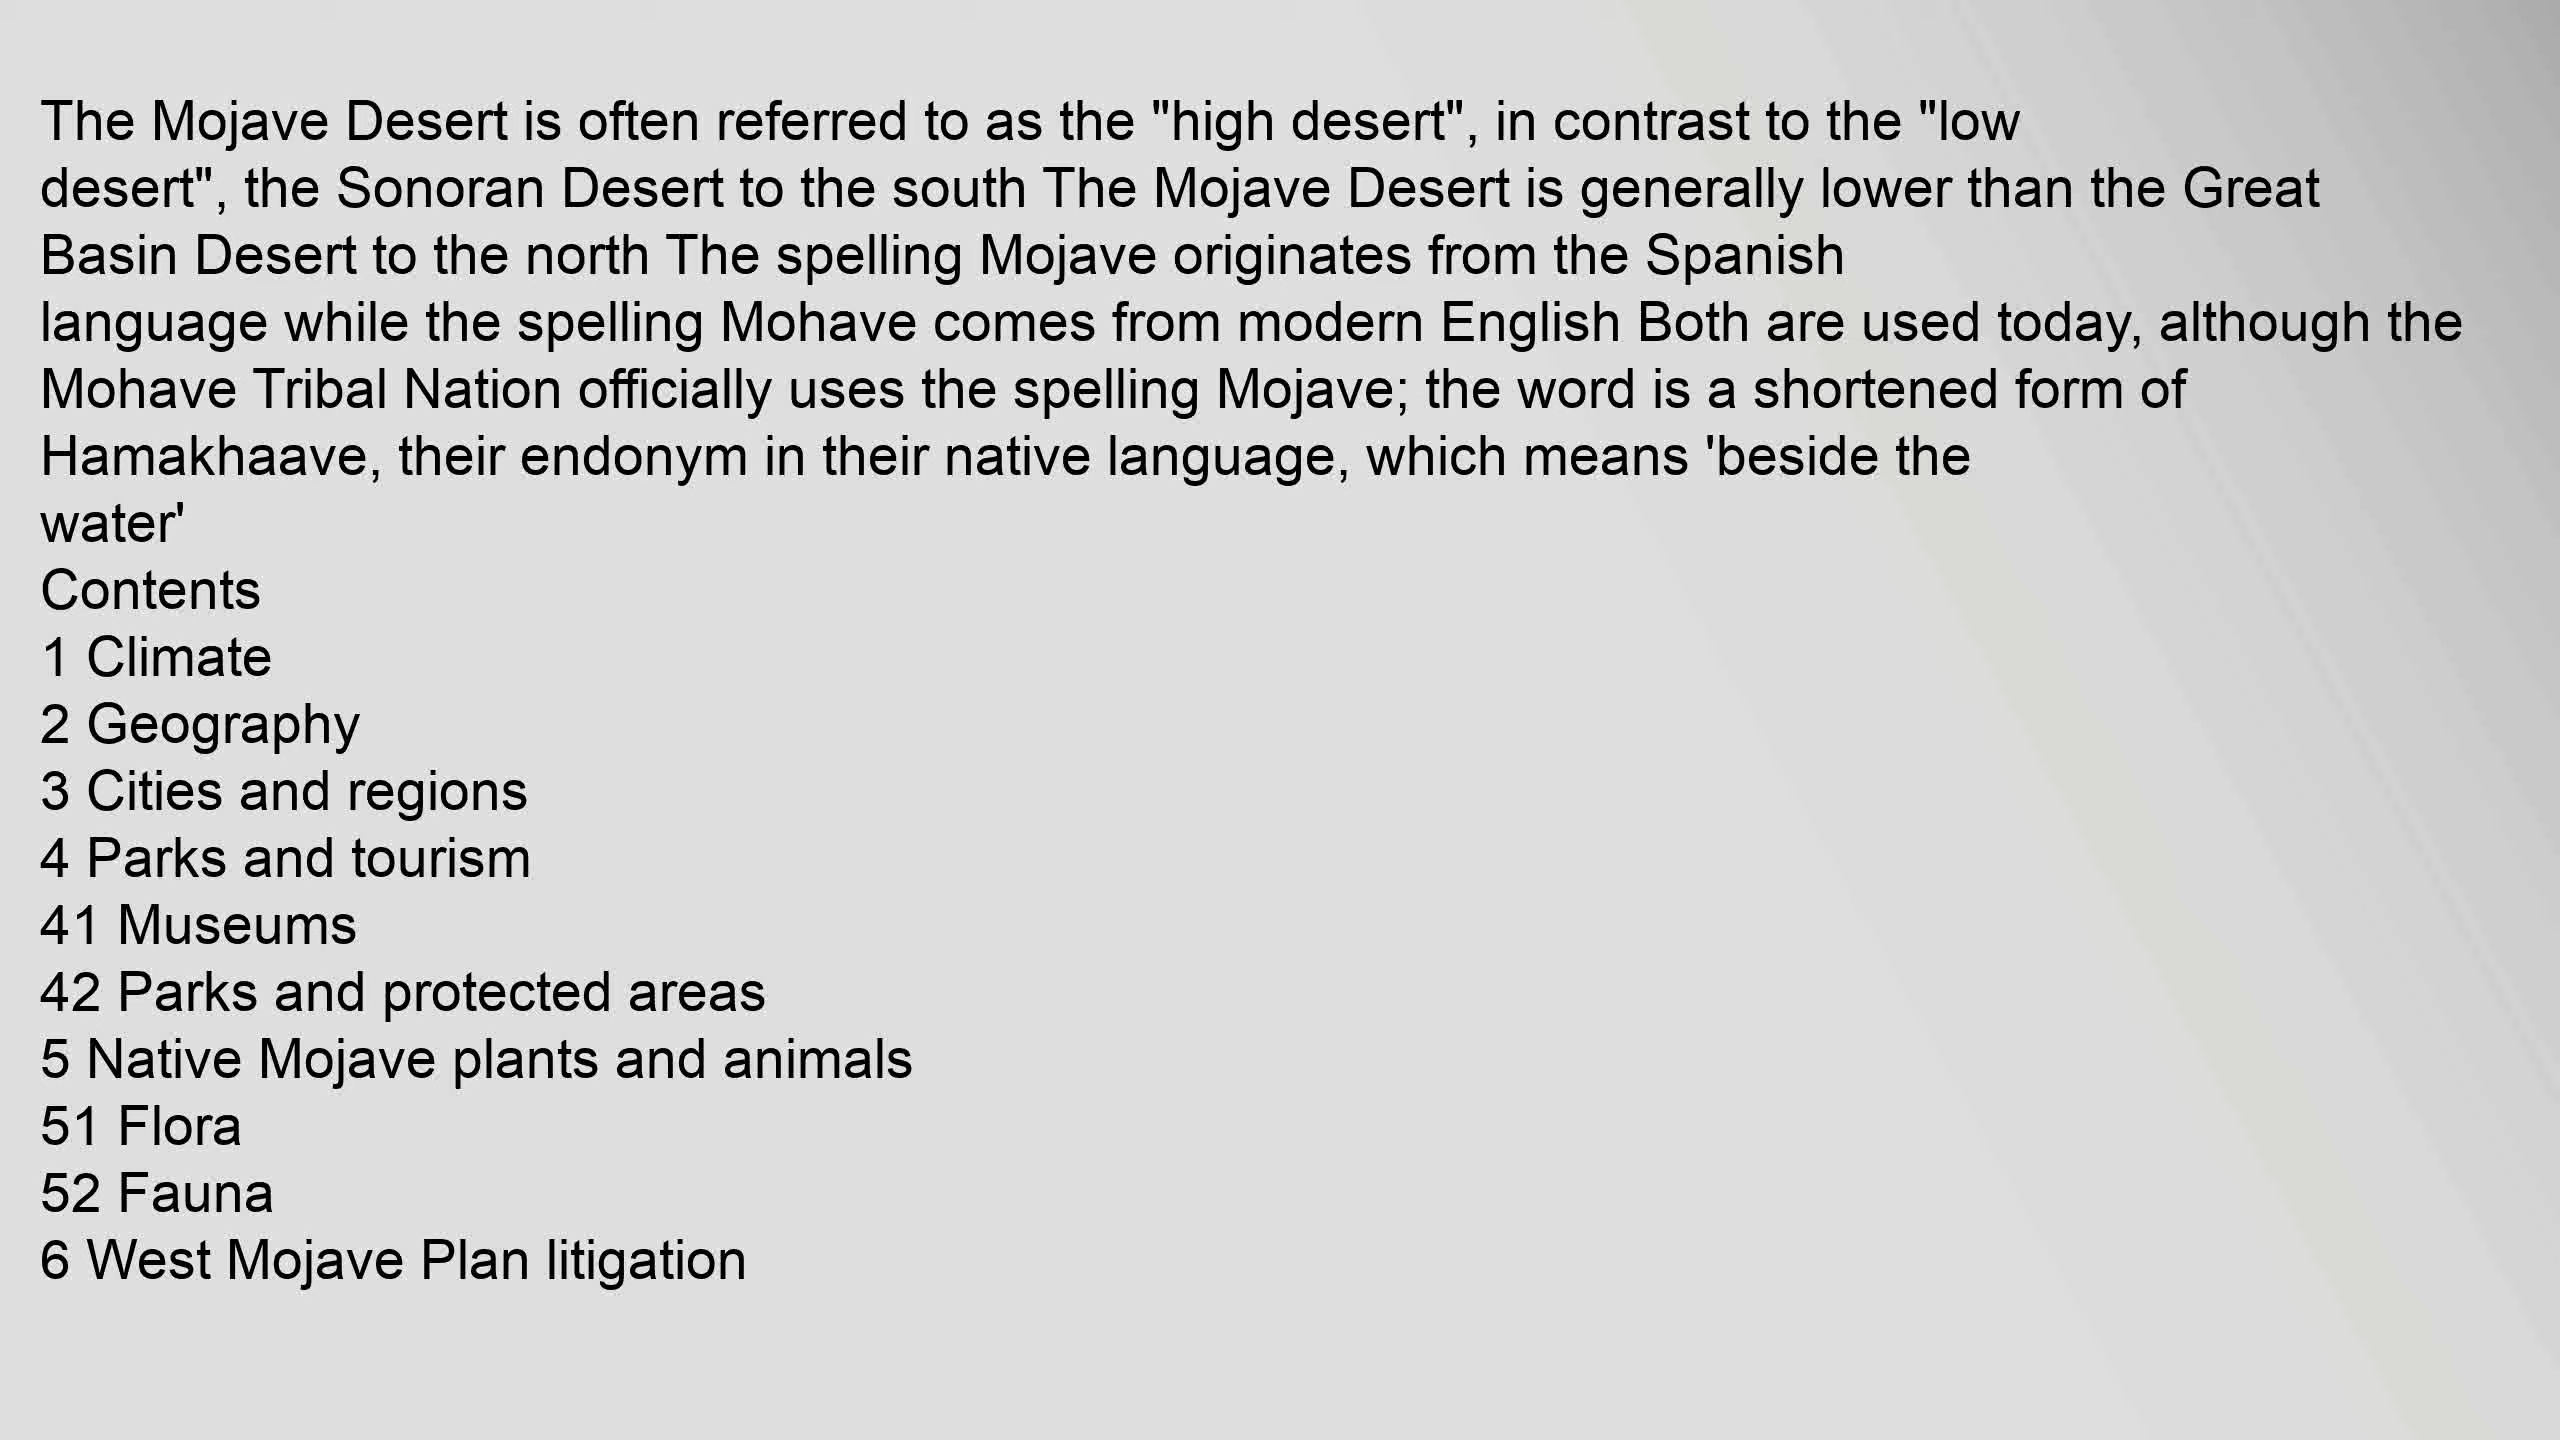 The Mojave Desert is often referred to as the "high desert", in contrast to the "low
desert", the Sonoran Desert to the south The Mojave Desert is generally lower than the Great
Basin Desert to the north The spelling Mojave originates from the Spanish
language while the spelling Mohave comes from modern English Both are used today, although the
Mohave Tribal Nation officially uses the spelling Mojave; the word is a shortened form of
Hamakhaave, their endonym in their native language, which means 'beside the
water'
Contents
1 Climate
2 Geography
3 Cities and regions
4 Parks and tourism
41 Museums
42 Parks and protected areas
5 Native Mojave plants and animals
51 Flora
52 Fauna
6 West Mojave Plan litigation